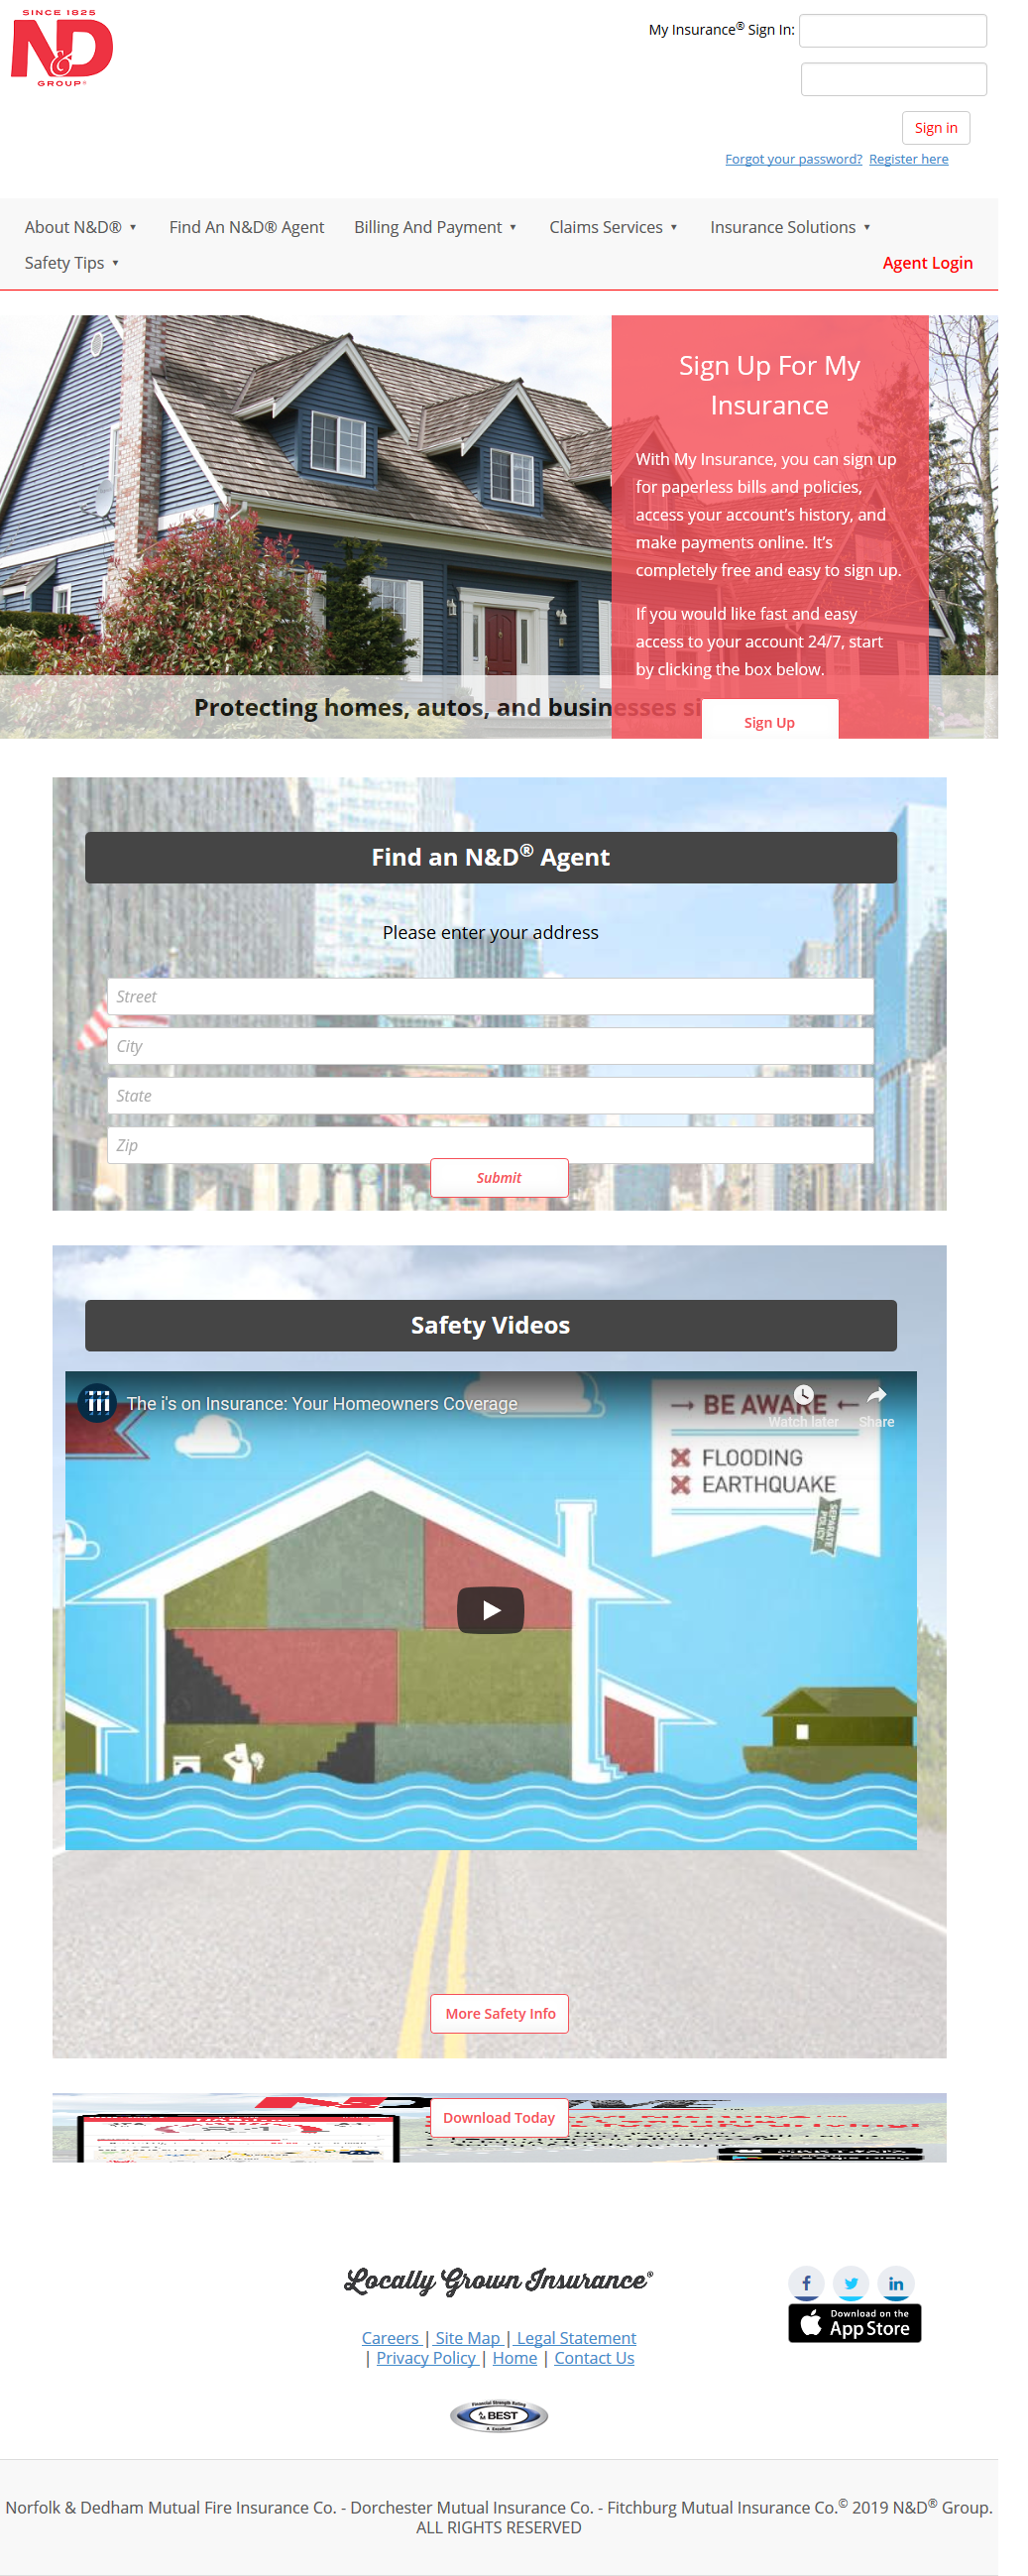 SINCE 1825
N&D
GROUP®
My Insurance® Sign In:
Sign in
Forgot your password? Register here
About N&D® ▼ Find An N&D® Agent Billing And Payment ▼ Claims Services ▼ Insurance Solutions ▼
Safety Tips ▼ Agent Login
Sign Up For My
Insurance
With My Insurance, you can sign up
for paperless bills and policies,
access your account’s history, and
make payments online. It’s
completely free and easy to sign up.
If you would like fast and easy
access to your account 24/7, start
by clicking the box below.
Protecting homes, autos, and businesses si
Sign Up
Find an N&D® Agent
Please enter your address
Street
City
State
Zip
Submit
Safety Videos
The i's on Insurance: Your Homeowners Coverage
Watch later
Share
BE AWARE
FLOODING
EARTHQUAKE
SEPARATE
POLICY
More Safety Info
Download Today
Locally Grown Insurance®
Download on the
App Store
Careers | Site Map | Legal Statement
| Privacy Policy | Home | Contact Us
Financial Strength Rating
BEST
A Excellent
Norfolk & Dedham Mutual Fire Insurance Co. - Dorchester Mutual Insurance Co. - Fitchburg Mutual Insurance Co.© 2019 N&D® Group.
ALL RIGHTS RESERVED